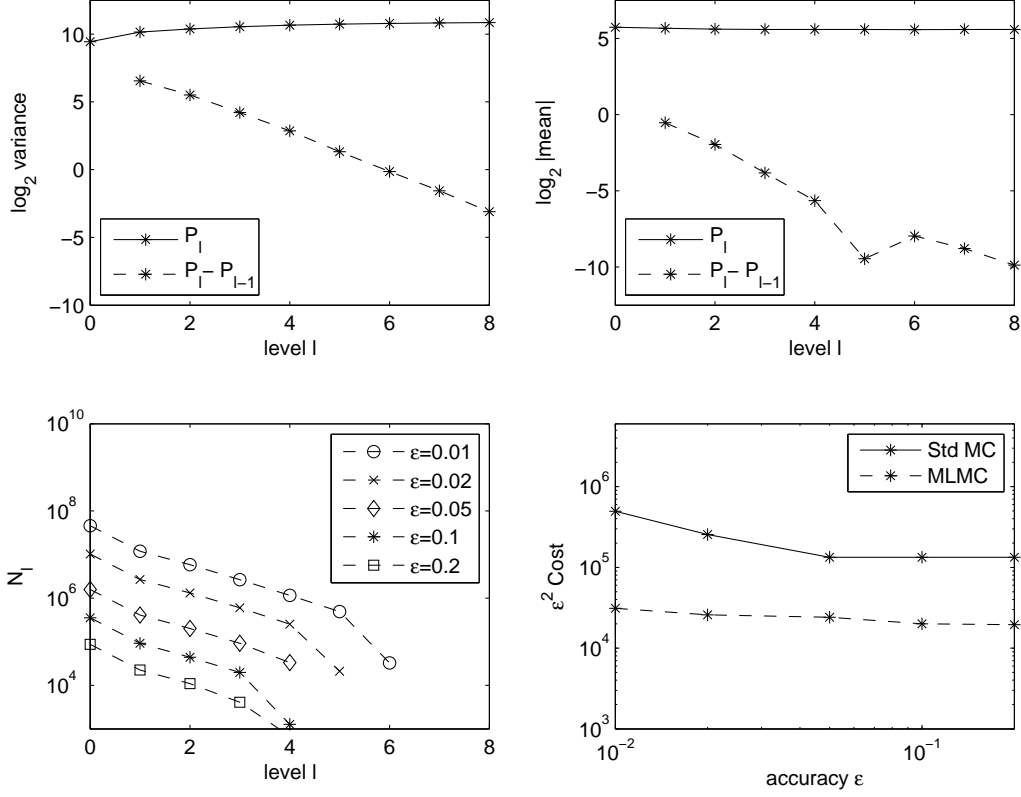 10
5
0
−5
−10
log2 variance
0 2 4 6 8
level l
P_l
P_l− P_l−1
5
0
−5
−10
log2 |mean|
0 2 4 6 8
level l
P_l
P_l− P_l−1
10^10
10^8
10^6
10^4
N_l
0 2 4 6 8
level l
ε=0.01
ε=0.02
ε=0.05
ε=0.1
ε=0.2
10^6
10^5
10^4
10^3
ε^2 Cost
10^−2 10^−1
accuracy ε
Std MC
MLMC